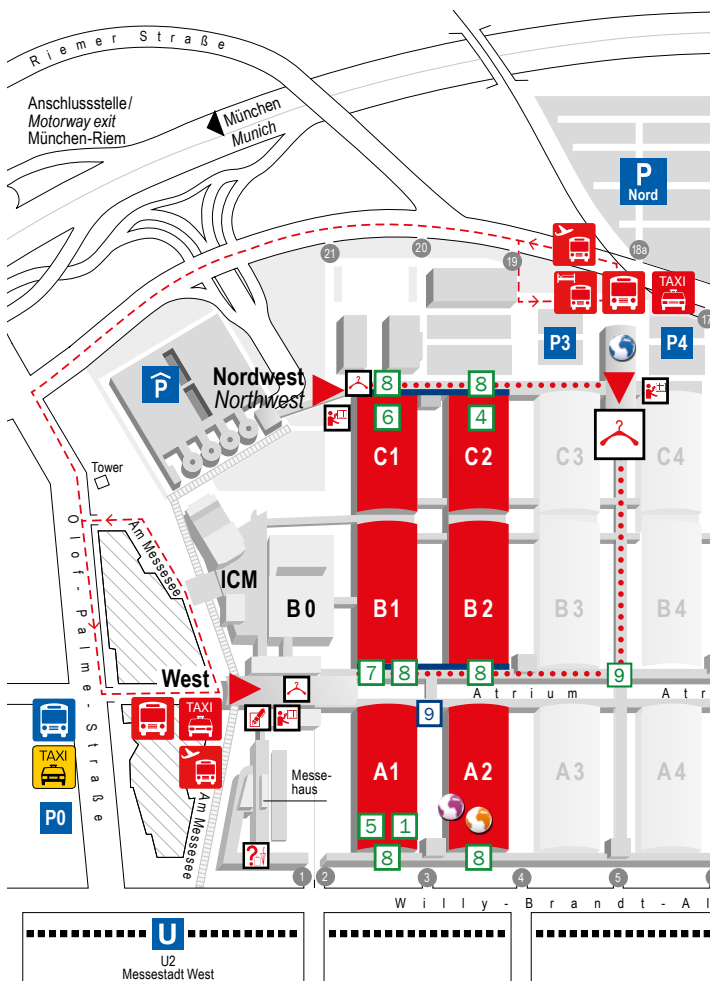 Riemer Straße
Anschlussstelle/
Motorway exit
München-Riem
München
Munich
P
Nord
21
20
19
18a
TAXI
17
P3
P4
P
Nordwest
Northwest
8
8
6
4
C1
C2
C3
C4
Tower
Am Messesee
Olof-Palme-Straße
ICM
B0
B1
B2
B3
B4
West
7
8
8
9
Atrium
Atr
9
TAXI
TAXI
P0
Am Messesee
Messe-
haus
A1
A2
A3
A4
5
1
?
8
8
1
2
3
4
5
Willy-Brandt-Al
U
U2
Messestadt West